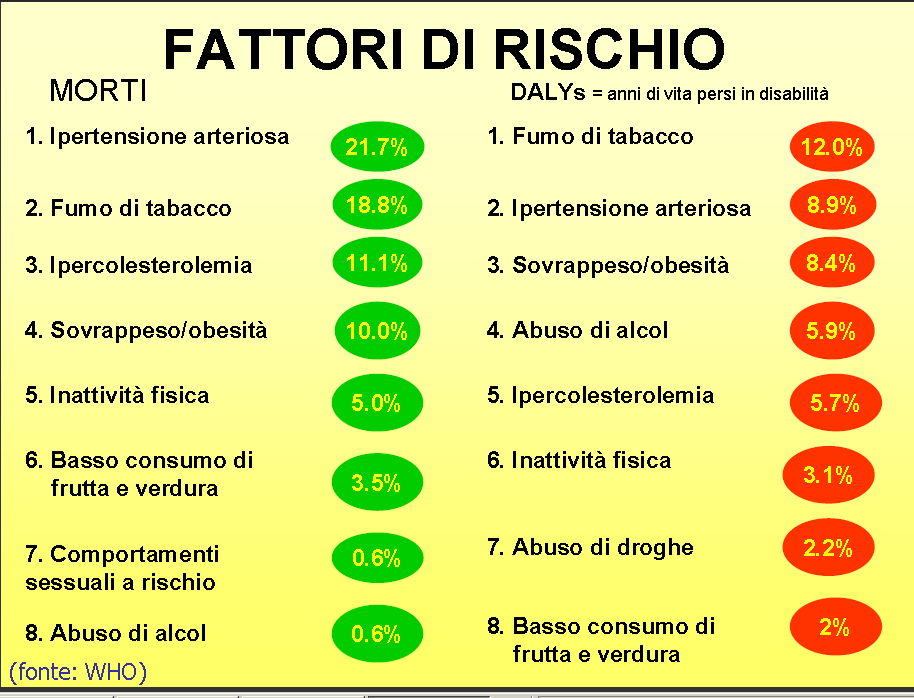 FATTORI DI RISCHIO
MORTI
1. Ipertensione arteriosa 21.7%
2. Fumo di tabacco 18.8%
3. Ipercolesterolemia 11.1%
4. Sovrappeso/obesità 10.0%
5. Inattività fisica 5.0%
6. Basso consumo di
frutta e verdura 3.5%
7. Comportamenti 0.6%
sessuali a rischio
8. Abuso di alcol 0.6%
(fonte: WHO)
DALYs = anni di vita persi in disabilità
1. Fumo di tabacco 12.0%
2. Ipertensione arteriosa 8.9%
3. Sovrappeso/obesità 8.4%
4. Abuso di alcol 5.9%
5. Ipercolesterolemia 5.7%
6. Inattività fisica 3.1%
7. Abuso di droghe 2.2%
8. Basso consumo di 2%
frutta e verdura